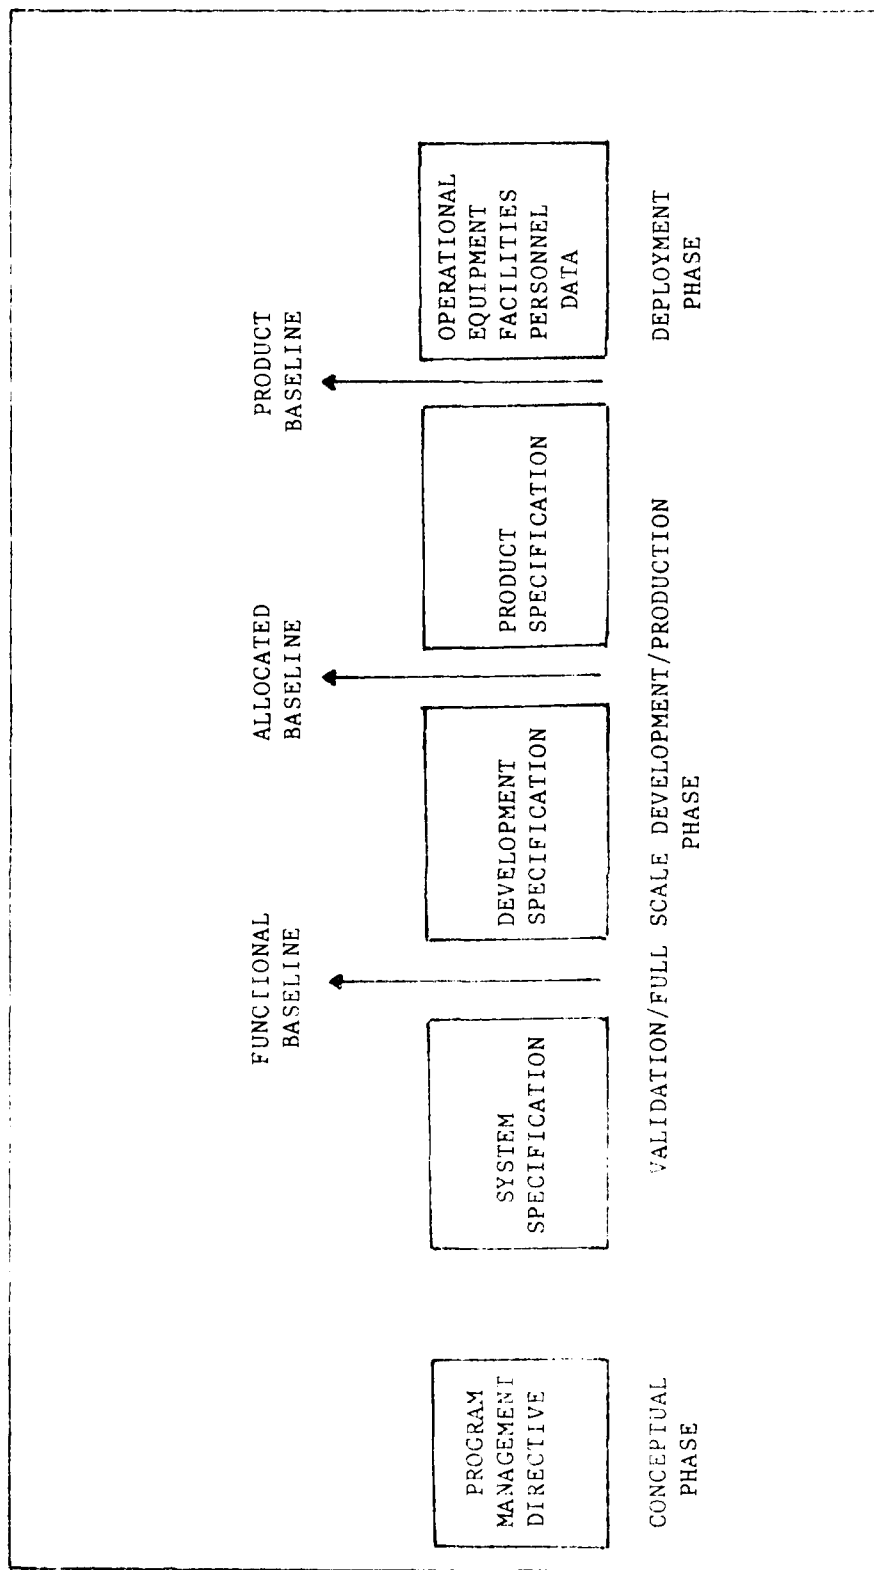 FUNCTIONAL
BASELINE
ALLOCATED
BASELINE
PRODUCT
BASELINE
PROGRAM
MANAGEMENT
DIRECTIVE
SYSTEM
SPECIFICATION
DEVELOPMENT
SPECIFICATION
PRODUCT
SPECIFICATION
OPERATIONAL
EQUIPMENT
FACILITIES
PERSONNEL
DATA
CONCEPTUAL
PHASE
VALIDATION/FULL SCALE DEVELOPMENT/PRODUCTION
PHASE
DEPLOYMENT
PHASE